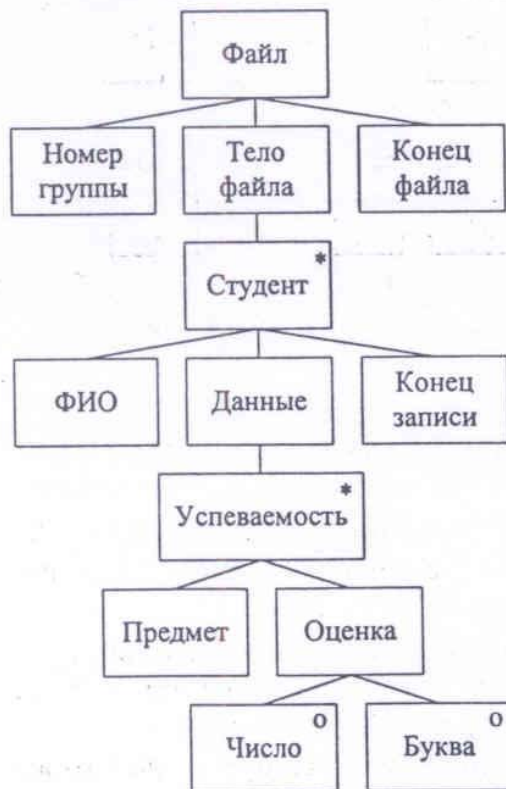 Файл
Номер
группы
Тело
файла
Конец
файла
*
Студент
ФИО
Данные
Конец
записи
*
Успеваемость
Предмет
Оценка
о
Число
о
Буква